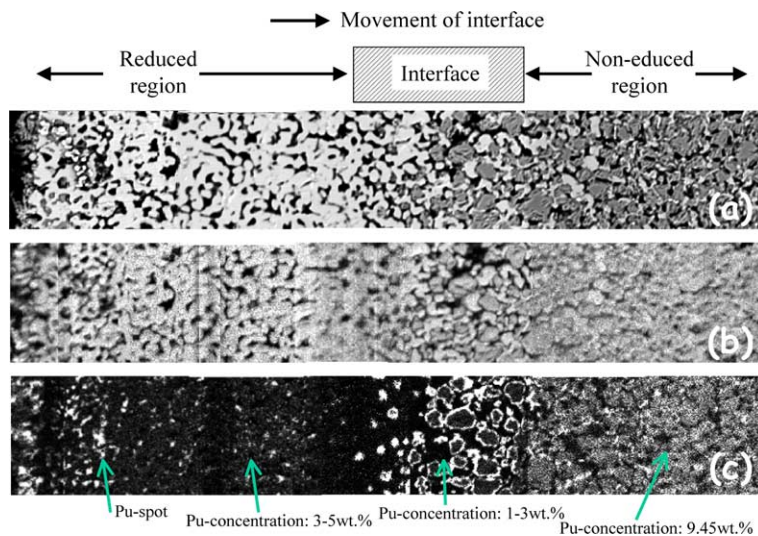 Movement of interface
Reduced
region
Interface
Non-educed
region
(a)
(b)
(c)
Pu-spot
Pu-concentration: 3-5wt.%
Pu-concentration: 1-3wt.%
Pu-concentration: 9.45wt.%